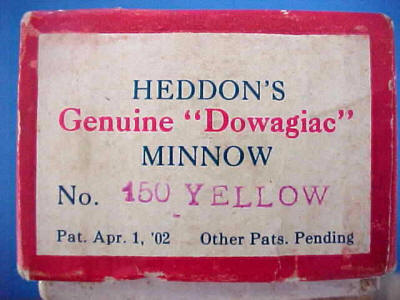 HEDDON'S
Genuine "Dowagiac"
MINNOW
No. 150 YELLOW
Pat. Apr. 1, '02 Other Pats. Pending